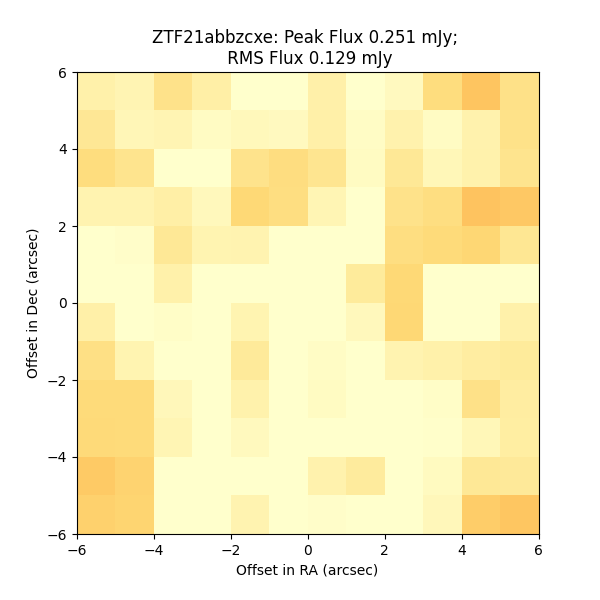 ZTF21abbzcxe: Peak Flux 0.251 mJy;
RMS Flux 0.129 mJy
6
4
2
0
−2
−4
−6
Offset in Dec (arcsec)
−6 −4 −2 0 2 4 6
Offset in RA (arcsec)